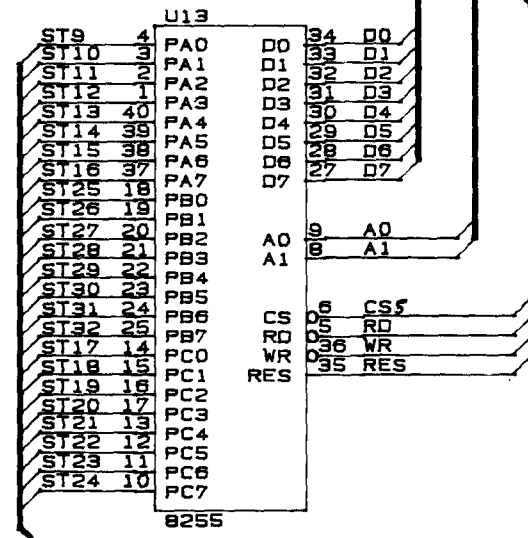 U13
ST9 4 PA0 D0 34 D0
ST10 3 PA1 D1 33 D1
ST11 2 PA2 D2 32 D2
ST12 1 PA3 D3 31 D3
ST13 40 PA4 D4 30 D4
ST14 39 PA5 D5 29 D5
ST15 38 PA6 D6 28 D6
ST16 37 PA7 D7 27 D7
ST25 18 PB0
ST26 19 PB1
ST27 20 PB2 A0 9 A0
ST28 21 PB3 A1 8 A1
ST29 22 PB4
ST30 23 PB5
ST31 24 PB6 CS 6 CS5
ST32 25 PB7 RD 5 RD
ST17 14 PC0 WR 36 WR
ST18 15 PC1 RES 35 RES
ST19 16 PC2
ST20 17 PC3
ST21 13 PC4
ST22 12 PC5
ST23 11 PC6
ST24 10 PC7
8255